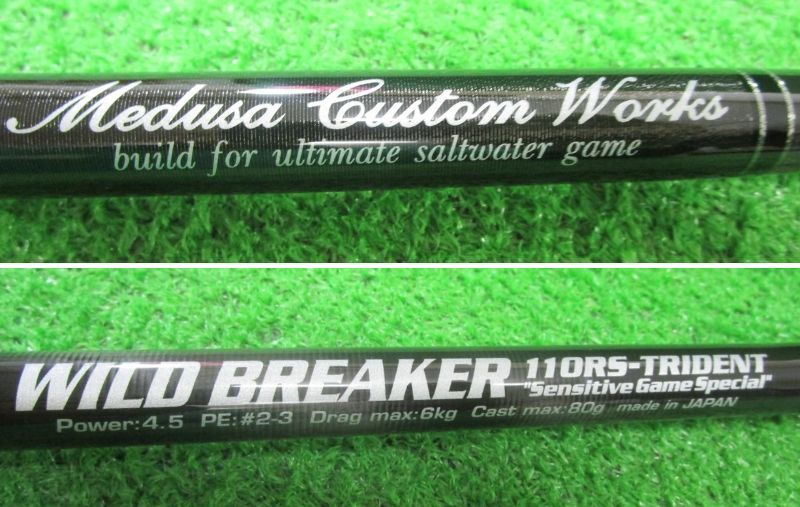 Medusa Custom Works
build for ultimate saltwater game
WILD BREAKER 110RS-TRIDENT
"Sensitive Game Special"
Power:4.5 PE:#2-3 Drag max:6kg Cast max:80g made in JAPAN